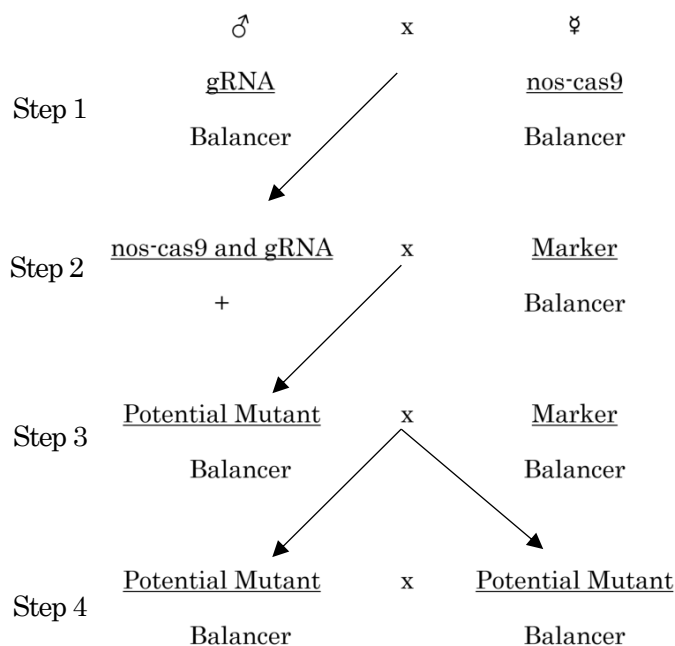 ♂ x ☿
gRNA nos-cas9
Step 1
Balancer Balancer
nos-cas9 and gRNA x Marker
Step 2
+ Balancer
Potential Mutant x Marker
Step 3
Balancer Balancer
Potential Mutant x Potential Mutant
Step 4
Balancer Balancer